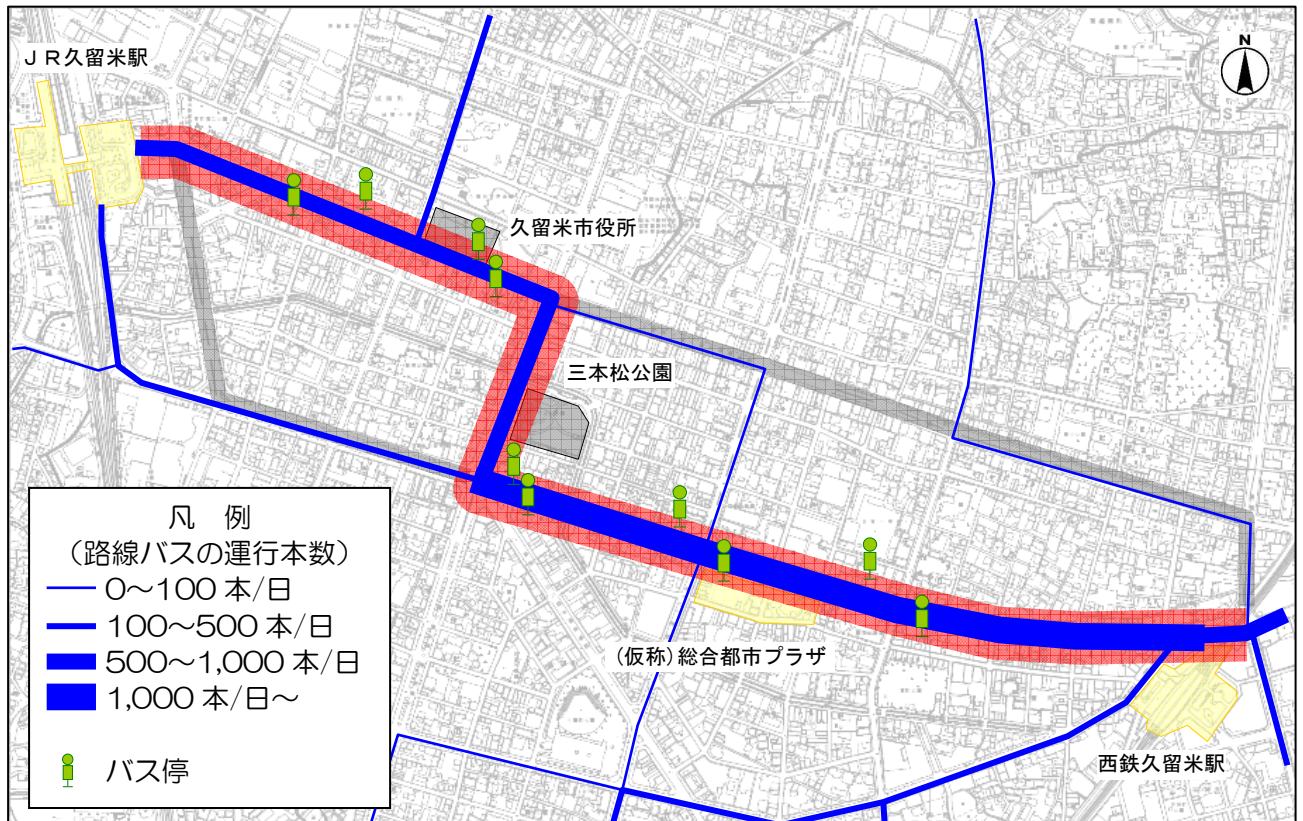 ＪＲ久留米駅
N
W
S
久留米市役所
三本松公園
凡　例
（路線バスの運行本数）
0～100 本/日
100～500 本/日
500～1,000 本/日
1,000 本/日～
バス停
(仮称)総合都市プラザ
西鉄久留米駅